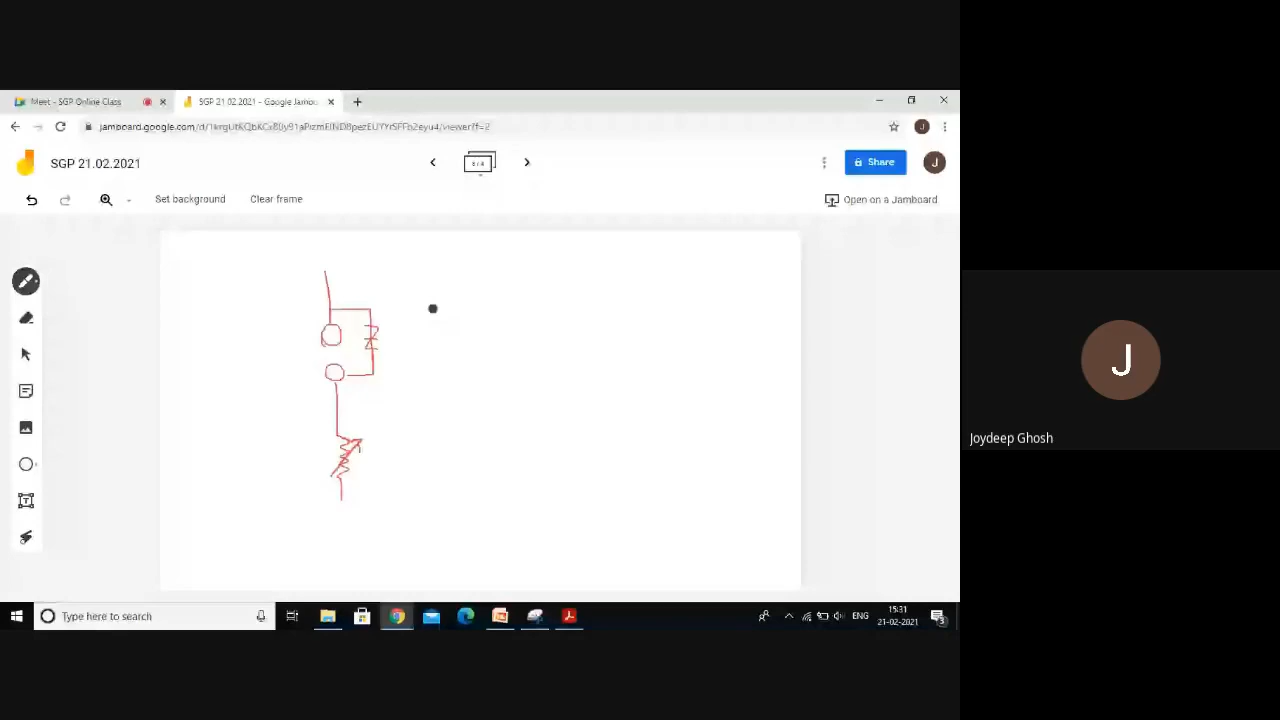 Meet - SGP Online Class
SGP 21.02.2021 - Google Jambo
SGP 21.02.2021
Share
J
Set background
Clear frame
Open on a Jamboard
J
Joydeep Ghosh
Type here to search
ENG
15:31
21-02-2021